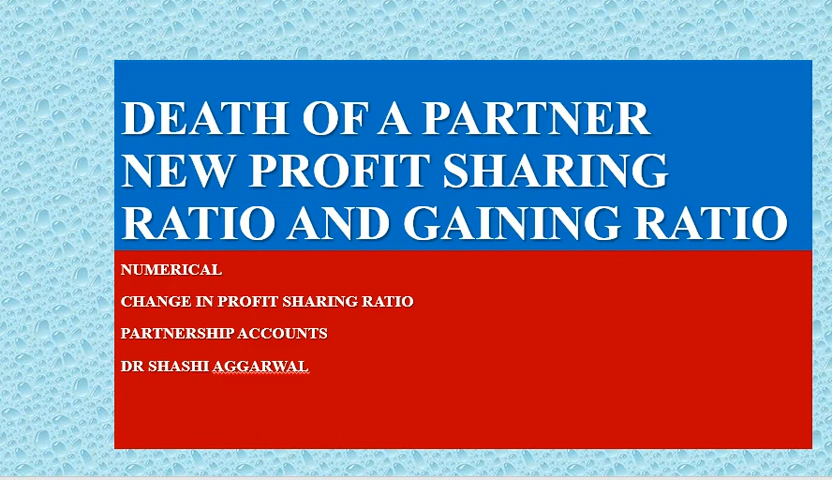 DEATH OF A PARTNER
NEW PROFIT SHARING
RATIO AND GAINING RATIO
NUMERICAL
CHANGE IN PROFIT SHARING RATIO
PARTNERSHIP ACCOUNTS
DR SHASHI AGGARWAL